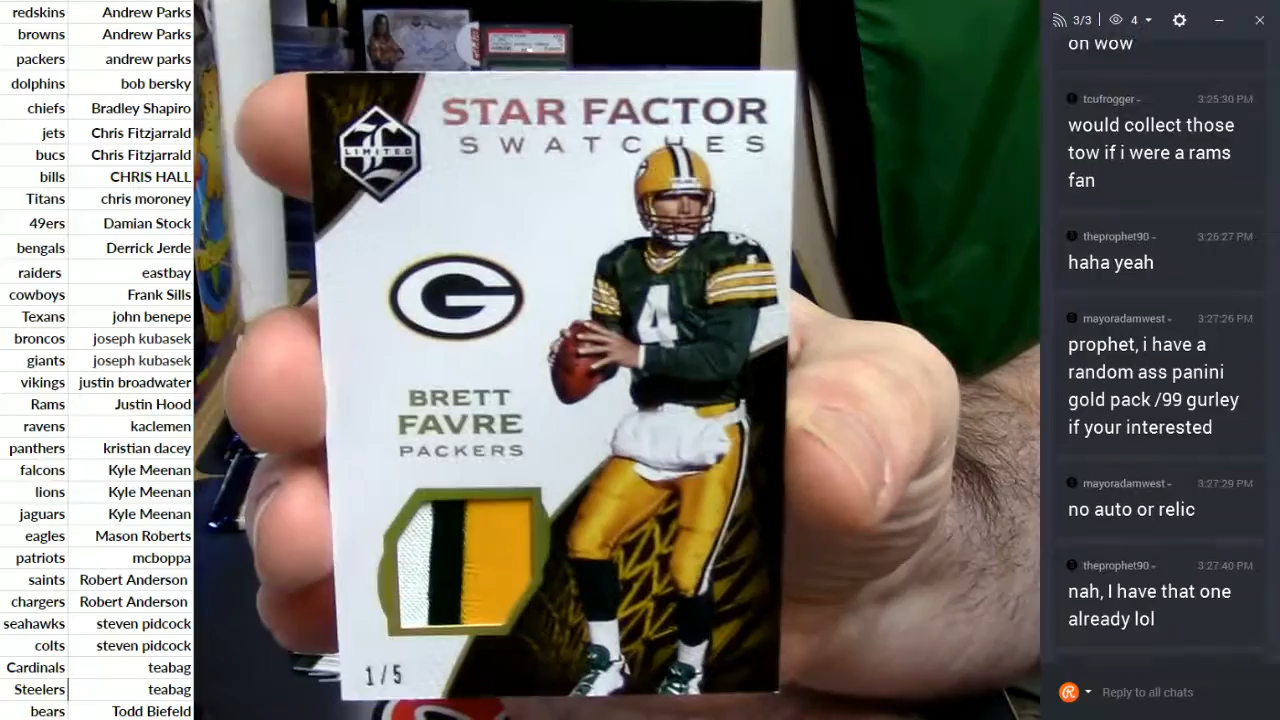 redskins Andrew Parks
browns Andrew Parks
packers andrew parks
dolphins bob bersky
chiefs Bradley Shapiro
jets Chris Fitzjarrald
bucs Chris Fitzjarrald
bills CHRIS HALL
Titans chris moroney
49ers Damian Stock
bengals Derrick Jerde
raiders eastbay
cowboys Frank Sills
Texans john benepe
broncos joseph kubasek
giants joseph kubasek
vikings justin broadwater
Rams Justin Hood
ravens kaclemen
panthers kristian dacey
falcons Kyle Meenan
lions Kyle Meenan
jaguars Kyle Meenan
eagles Mason Roberts
patriots mcboppa
saints Robert Anderson
chargers Robert Anderson
seahawks steven pidcock
colts steven pidcock
Cardinals teabag
Steelers teabag
bears Todd Biefeld
STAR FACTOR
SWATCHES
L
LIMITED
G
4
4
BRETT
FAVRE
PACKERS
1/5
3/3 4
on wow
tcufrogger 3:25:30 PM
would collect those
tow if i were a rams
fan
theprophet90 3:26:27 PM
haha yeah
mayoradamwest 3:27:26 PM
prophet, i have a
random ass panini
gold pack /99 gurley
if your interested
mayoradamwest 3:27:29 PM
no auto or relic
theprophet90 3:27:40 PM
nah, I have that one
already lol
Reply to all chats